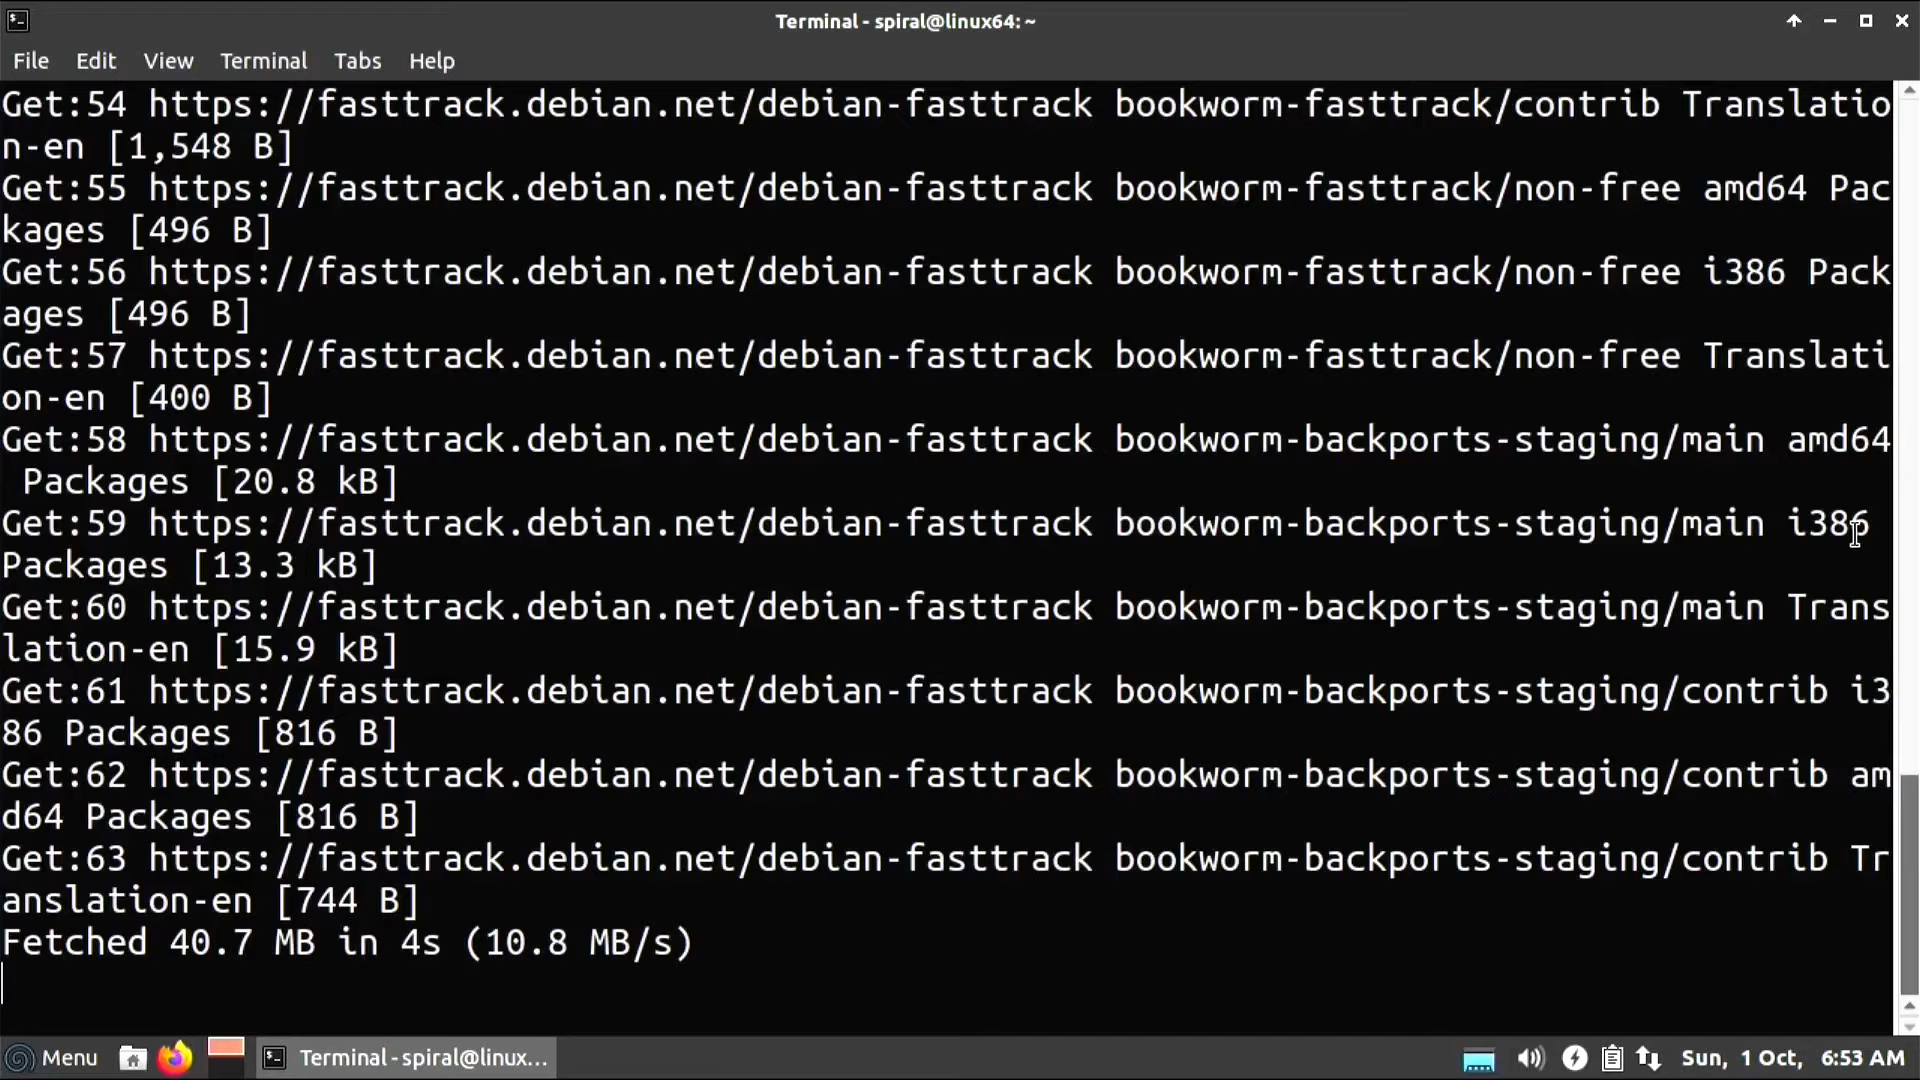 Terminal - spiral@linux64: ~
File Edit View Terminal Tabs Help
Get:54 https://fasttrack.debian.net/debian-fasttrack bookworm-fasttrack/contrib Translatio
n-en [1,548 B]
Get:55 https://fasttrack.debian.net/debian-fasttrack bookworm-fasttrack/non-free amd64 Pac
kages [496 B]
Get:56 https://fasttrack.debian.net/debian-fasttrack bookworm-fasttrack/non-free i386 Pack
ages [496 B]
Get:57 https://fasttrack.debian.net/debian-fasttrack bookworm-fasttrack/non-free Translati
on-en [400 B]
Get:58 https://fasttrack.debian.net/debian-fasttrack bookworm-backports-staging/main amd64
 Packages [20.8 kB]
Get:59 https://fasttrack.debian.net/debian-fasttrack bookworm-backports-staging/main i386
Packages [13.3 kB]
Get:60 https://fasttrack.debian.net/debian-fasttrack bookworm-backports-staging/main Trans
lation-en [15.9 kB]
Get:61 https://fasttrack.debian.net/debian-fasttrack bookworm-backports-staging/contrib i3
86 Packages [816 B]
Get:62 https://fasttrack.debian.net/debian-fasttrack bookworm-backports-staging/contrib am
d64 Packages [816 B]
Get:63 https://fasttrack.debian.net/debian-fasttrack bookworm-backports-staging/contrib Tr
anslation-en [744 B]
Fetched 40.7 MB in 4s (10.8 MB/s)
Menu Terminal - spiral@linux... Sun, 1 Oct, 6:53 AM